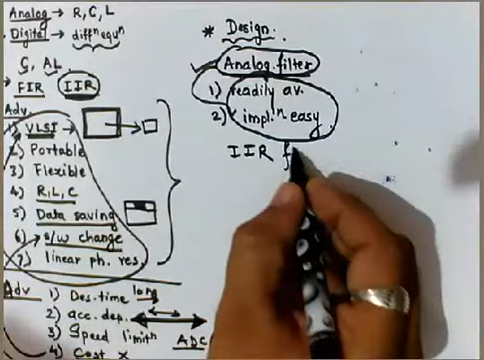 Analog → R, C, L
Digital → diffⁿ equⁿ
C, AL
→ FIR IIR
Adv
1) VLSI →
2) Portable
3) Flexible
4) R, L, C
5) Data saving
6) s/w change
7) linear ph. res.
Adv 1) Des. time long
2) acc. dep.
ADC
3) Speed limitⁿ
4) Cost x
* Design.
Analog filter
1) readily av.
2) implⁿ easy
IIR f